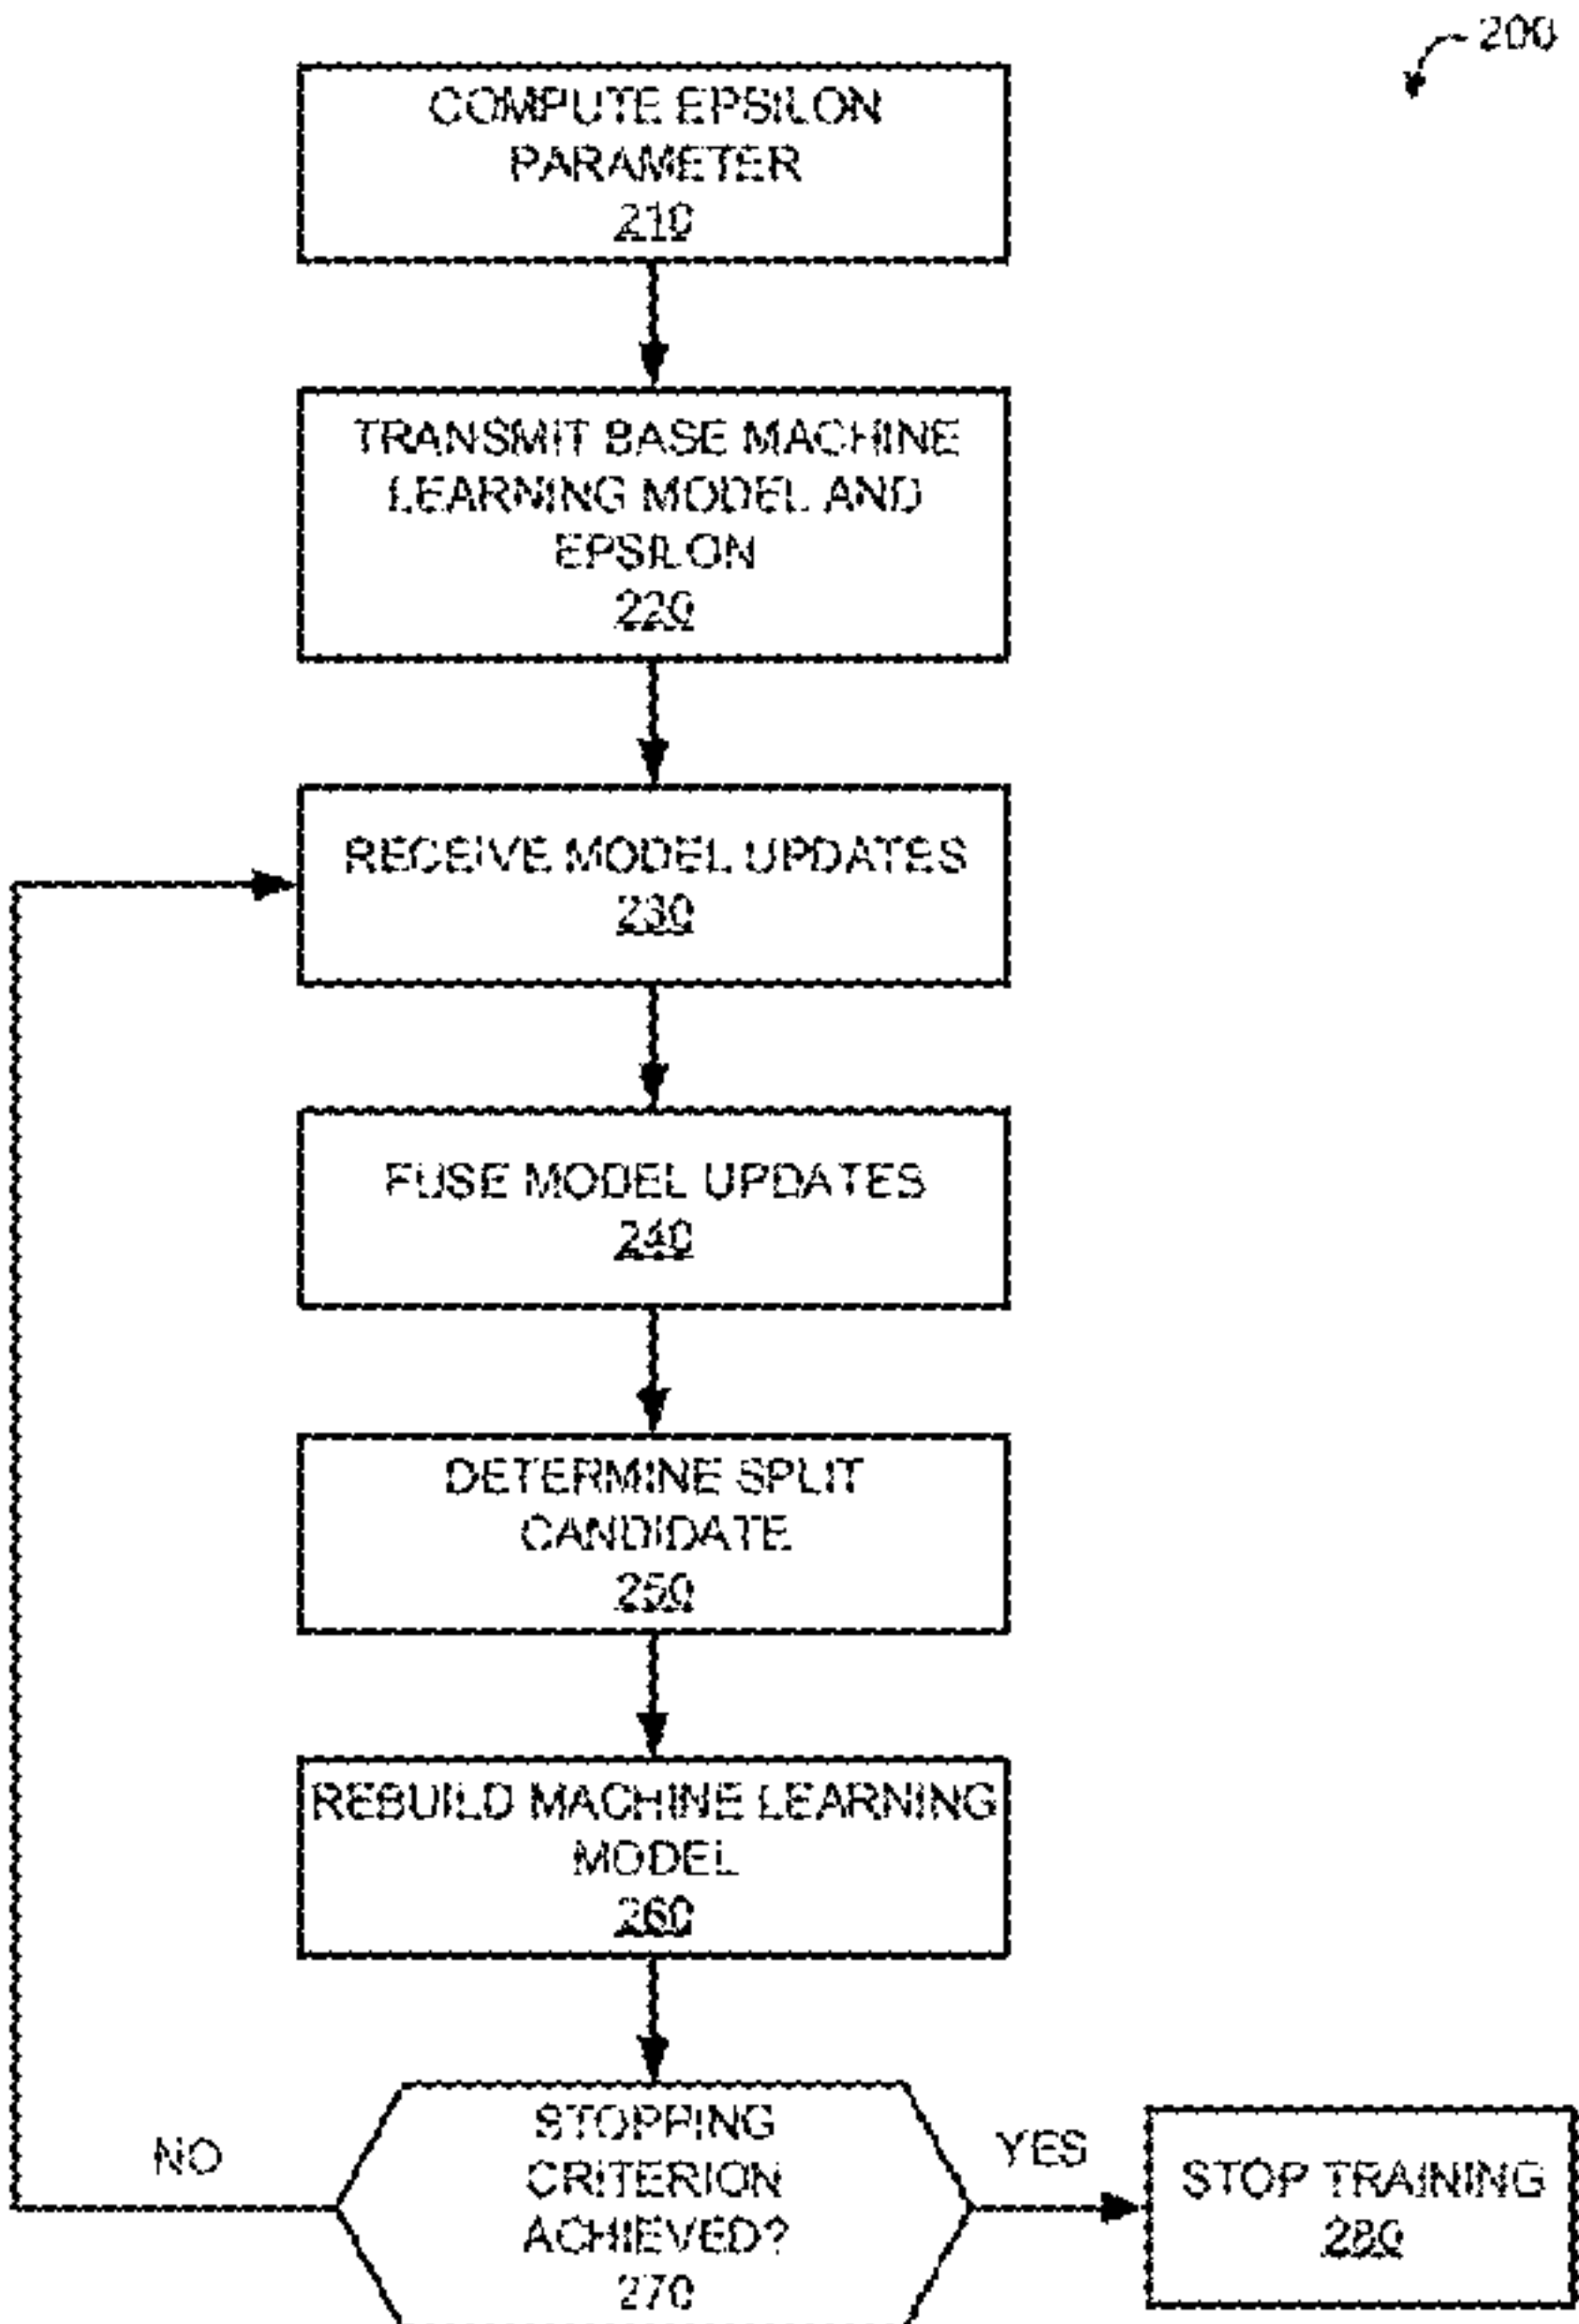 200
COMPUTE EPSILON
PARAMETER
210
TRANSMIT BASE MACHINE
LEARNING MODEL AND
EPSILON
220
RECEIVE MODEL UPDATES
230
FUSE MODEL UPDATES
240
DETERMINE SPLIT
CANDIDATE
250
REBUILD MACHINE LEARNING
MODEL
260
NO
STOPPING
CRITERION
ACHIEVED?
270
YES
STOP TRAINING
280